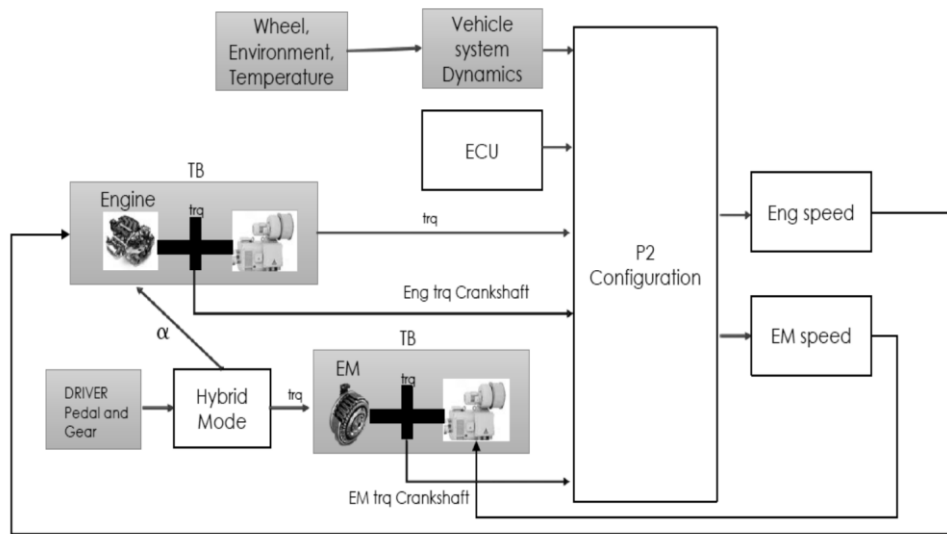 Wheel,
Environment,
Temperature
Vehicle
system
Dynamics
ECU
TB
Engine
trq
trq
Eng trq Crankshaft
P2
Configuration
Eng speed
EM speed
α
TB
EM
trq
DRIVER
Pedal and
Gear
Hybrid
Mode
trq
EM trq Crankshaft